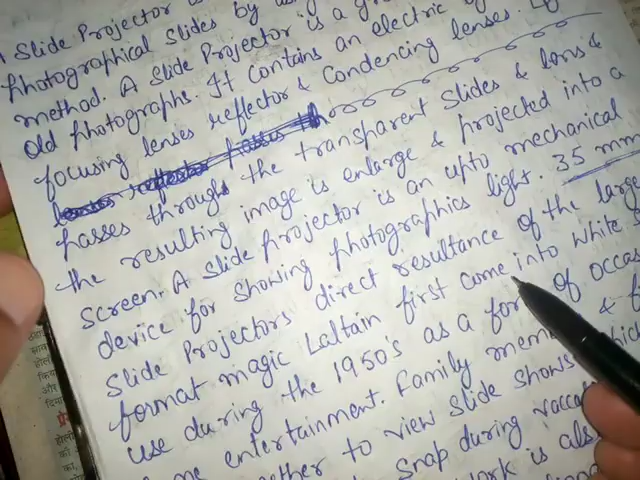 A Slide Projector is
photographical slides by
method. A Slide Projector is a
old photographs. It contains an electric
focusing lenses reflector & condencing lenses.
passes through the transparent slides & lens &
the resulting image is enlarge & projected into a
screen. A slide projector is an upto mechanical
device for showing photographics light. 35 mm
Slide Projectors direct resultance of the large
format magic Laltain first come into white
use during the 1950's as a form of occas
entertainment. Family mem & f
to view slide shows
snap during vacca
work is als